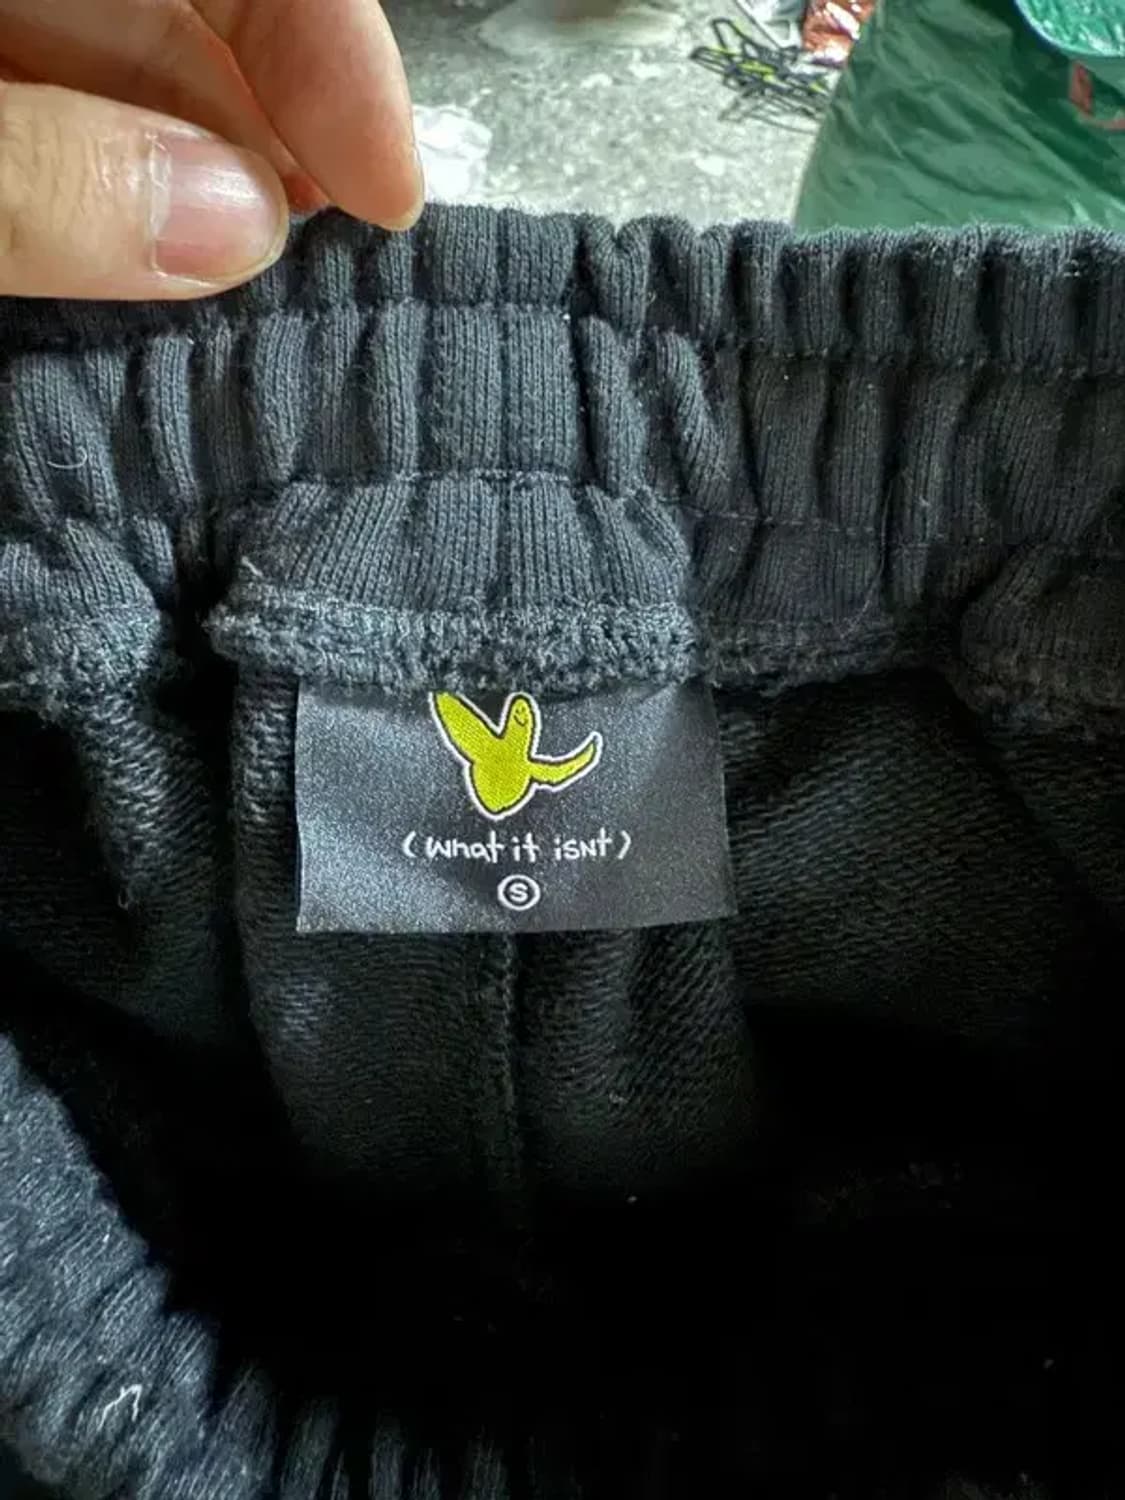 (what it isnt)
S